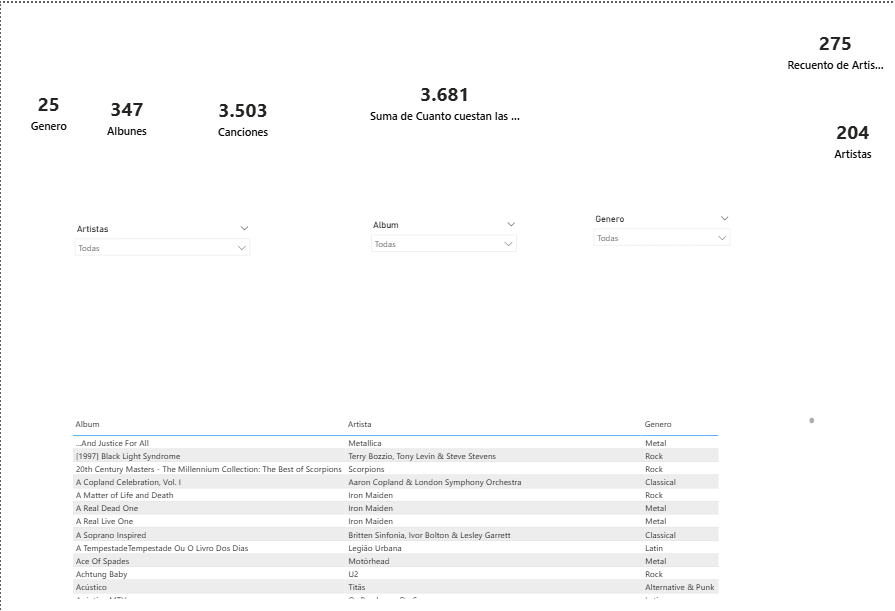 275
Recuento de Artis...
25
Genero
347
Albunes
3.503
Canciones
3.681
Suma de Cuanto cuestan las ...
204
Artistas
Artistas
Todas
Album
Todas
Genero
Todas
Album Artista Genero
...And Justice For All Metallica Metal
[1997] Black Light Syndrome Terry Bozzio, Tony Levin & Steve Stevens Rock
20th Century Masters - The Millennium Collection: The Best of Scorpions Scorpions Rock
A Copland Celebration, Vol. I Aaron Copland & London Symphony Orchestra Classical
A Matter of Life and Death Iron Maiden Rock
A Real Dead One Iron Maiden Metal
A Real Live One Iron Maiden Metal
A Soprano Inspired Britten Sinfonia, Ivor Bolton & Lesley Garrett Classical
A TempestadeTempestade Ou O Livro Dos Dias Legião Urbana Latin
Ace Of Spades Motörhead Metal
Achtung Baby U2 Rock
Acústico Titãs Alternative & Punk